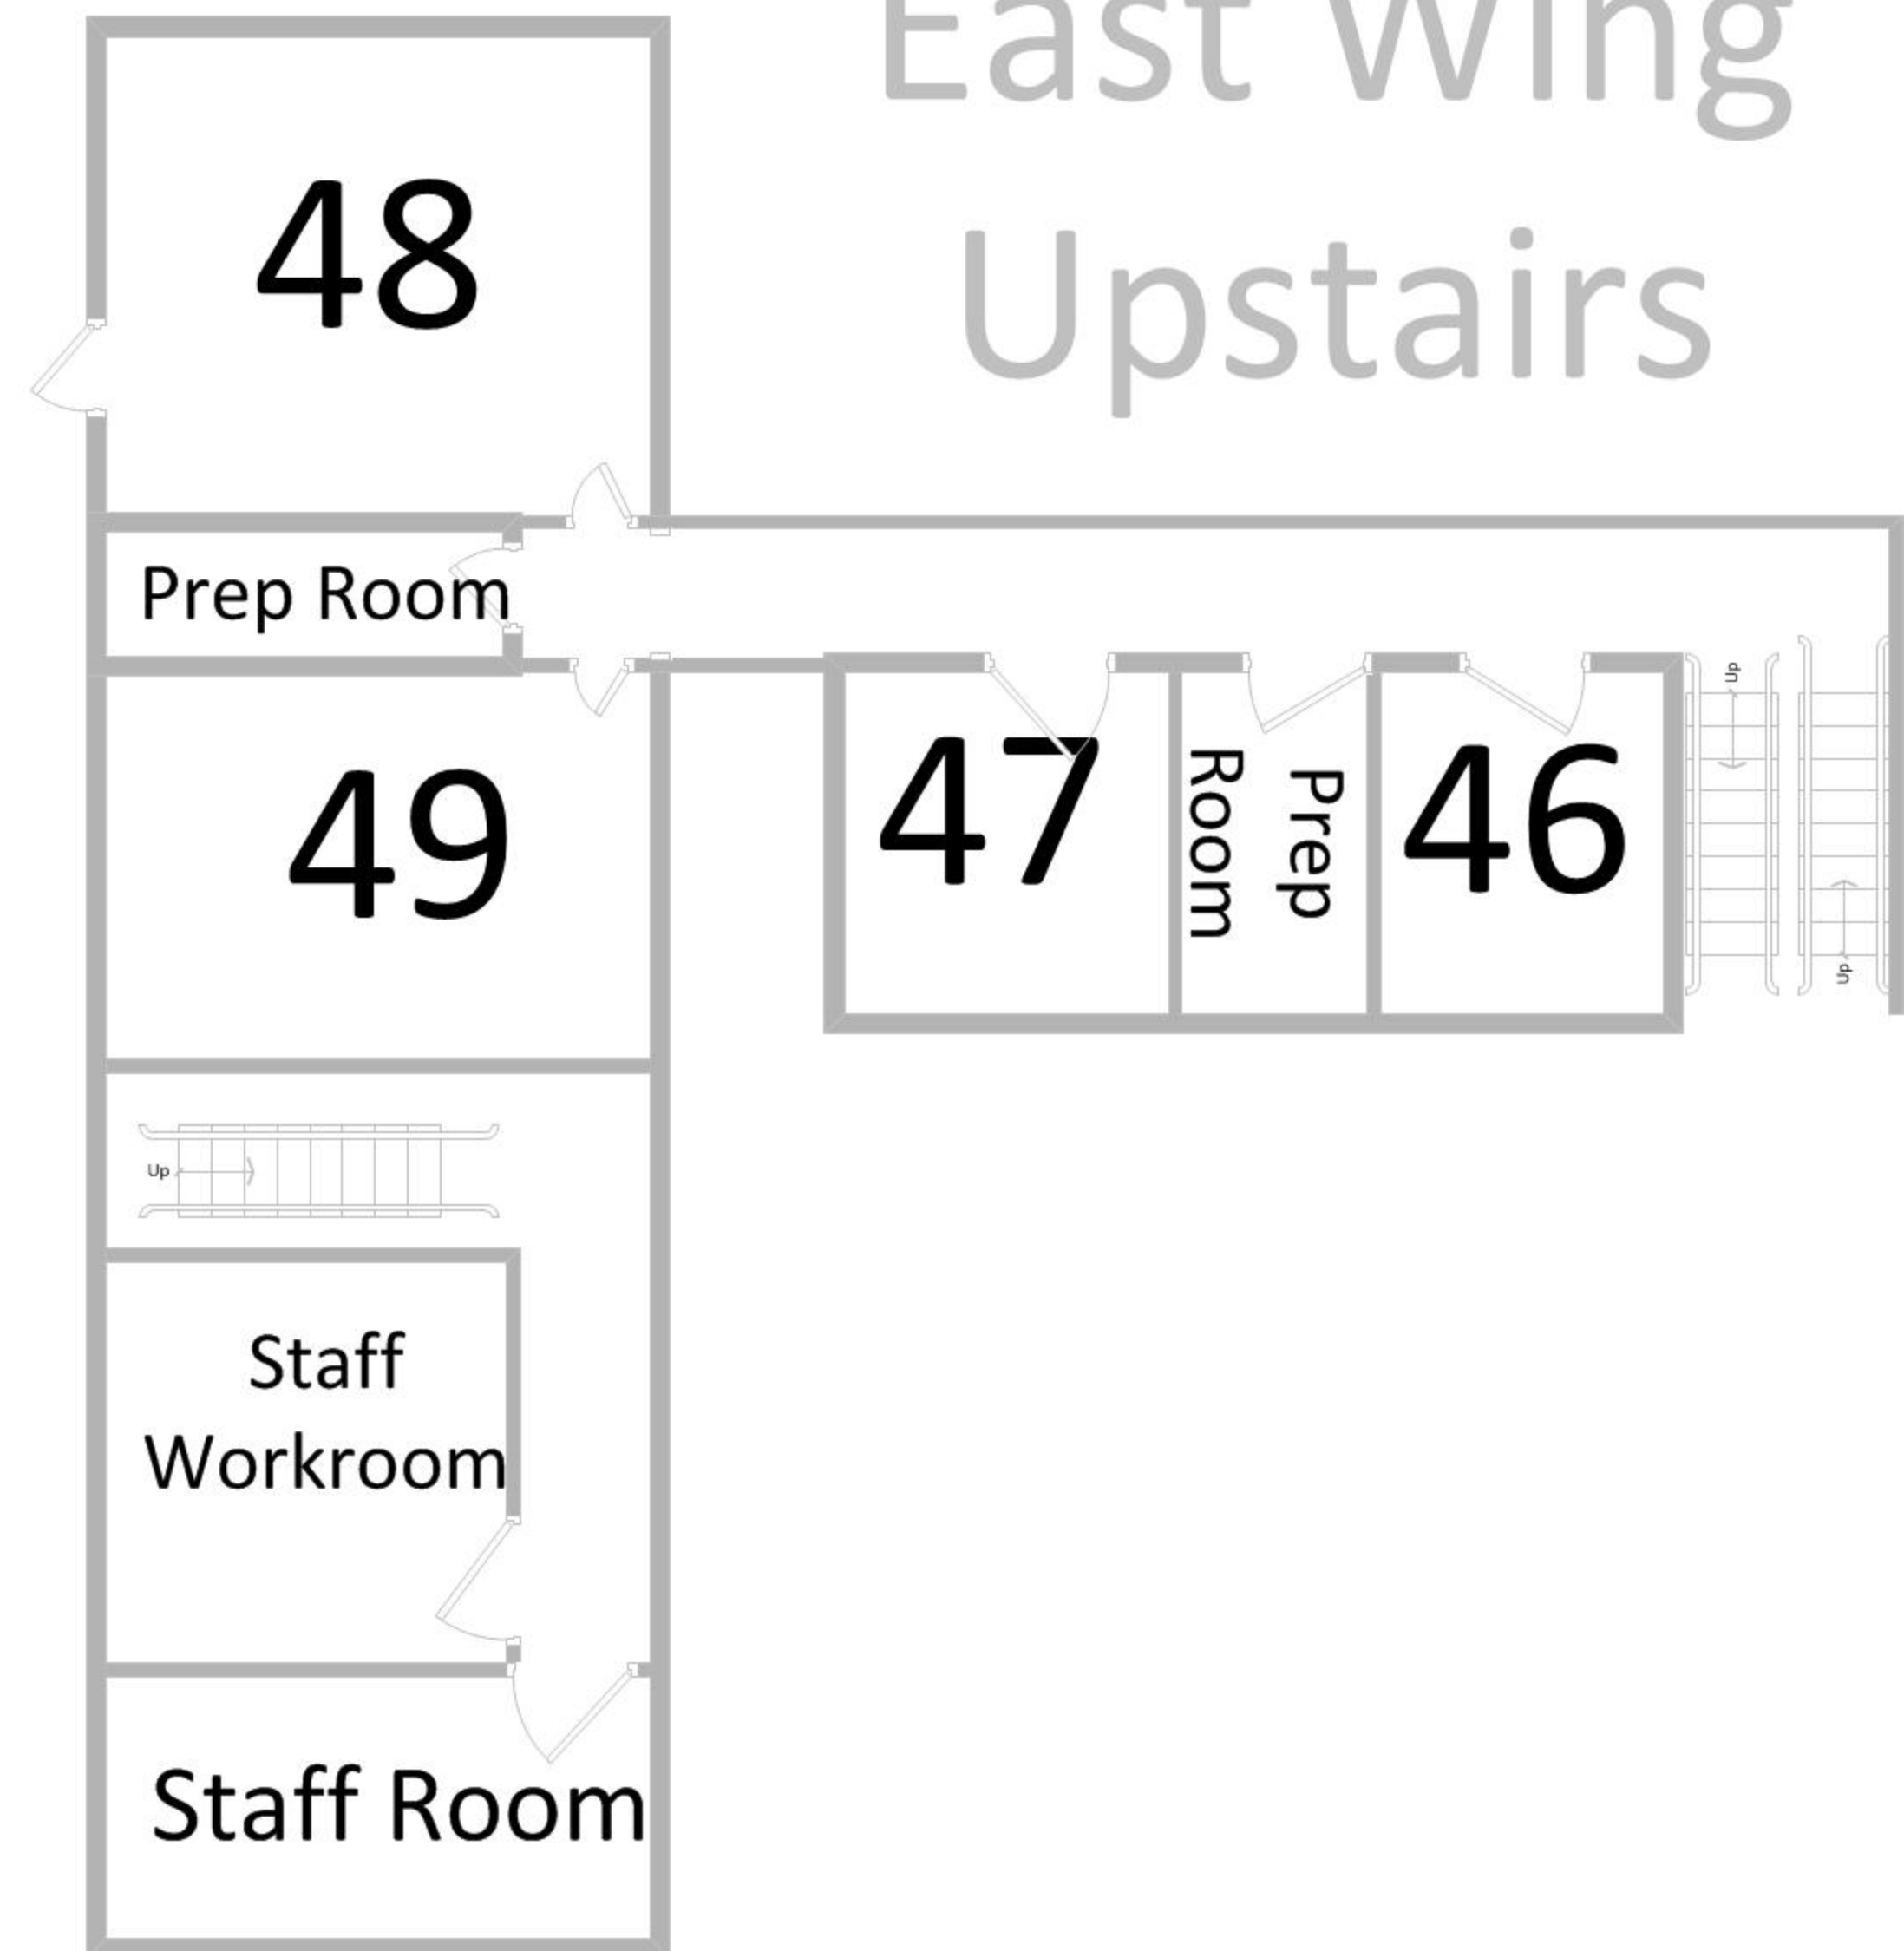 East Wing
Upstairs
48
Prep Room
49
47
Prep
Room
46
Up
Up
Up
Staff
Workroom
Staff Room